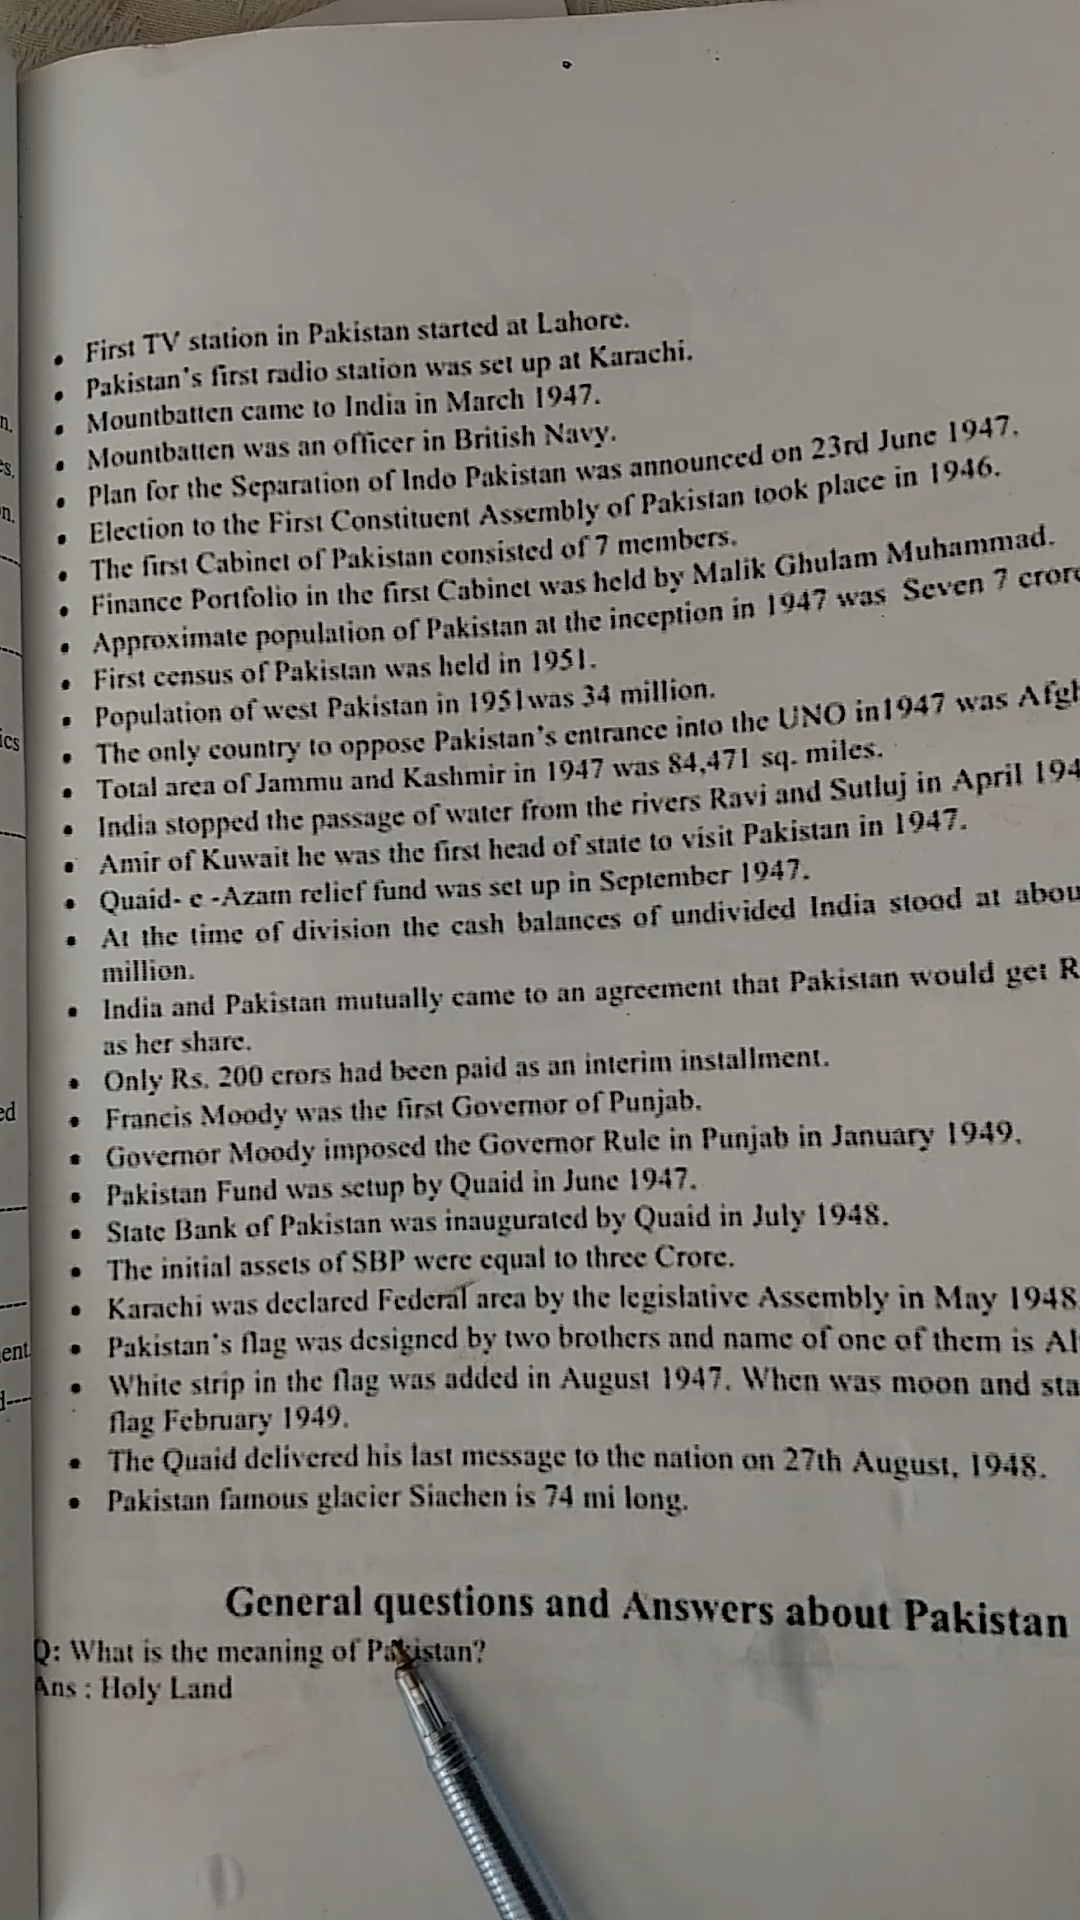 First TV station in Pakistan started at Lahore.
Pakistan's first radio station was set up at Karachi.
Mountbatten came to India in March 1947.
Mountbatten was an officer in British Navy.
Plan for the Separation of Indo Pakistan was announced on 23rd June 1947.
Election to the First Constituent Assembly of Pakistan took place in 1946.
The first Cabinet of Pakistan consisted of 7 members.
Finance Portfolio in the first Cabinet was held by Malik Ghulam Muhammad.
Approximate population of Pakistan at the inception in 1947 was Seven 7 crore
First census of Pakistan was held in 1951.
Population of west Pakistan in 1951was 34 million.
The only country to oppose Pakistan's entrance into the UNO in1947 was Afgh
Total area of Jammu and Kashmir in 1947 was 84,471 sq. miles.
India stopped the passage of water from the rivers Ravi and Sutluj in April 194
Amir of Kuwait he was the first head of state to visit Pakistan in 1947.
Quaid- e -Azam relief fund was set up in September 1947.
At the time of division the cash balances of undivided India stood at abou
million.
India and Pakistan mutually came to an agreement that Pakistan would get R
as her share.
Only Rs. 200 crors had been paid as an interim installment.
Francis Moody was the first Governor of Punjab.
Governor Moody imposed the Governor Rule in Punjab in January 1949.
Pakistan Fund was setup by Quaid in June 1947.
State Bank of Pakistan was inaugurated by Quaid in July 1948.
The initial assets of SBP were equal to three Crore.
Karachi was declared Federal area by the legislative Assembly in May 1948
Pakistan's flag was designed by two brothers and name of one of them is Al
White strip in the flag was added in August 1947. When was moon and sta
flag February 1949.
The Quaid delivered his last message to the nation on 27th August, 1948.
Pakistan famous glacier Siachen is 74 mi long.
General questions and Answers about Pakistan
Q: What is the meaning of Pakistan?
Ans : Holy Land